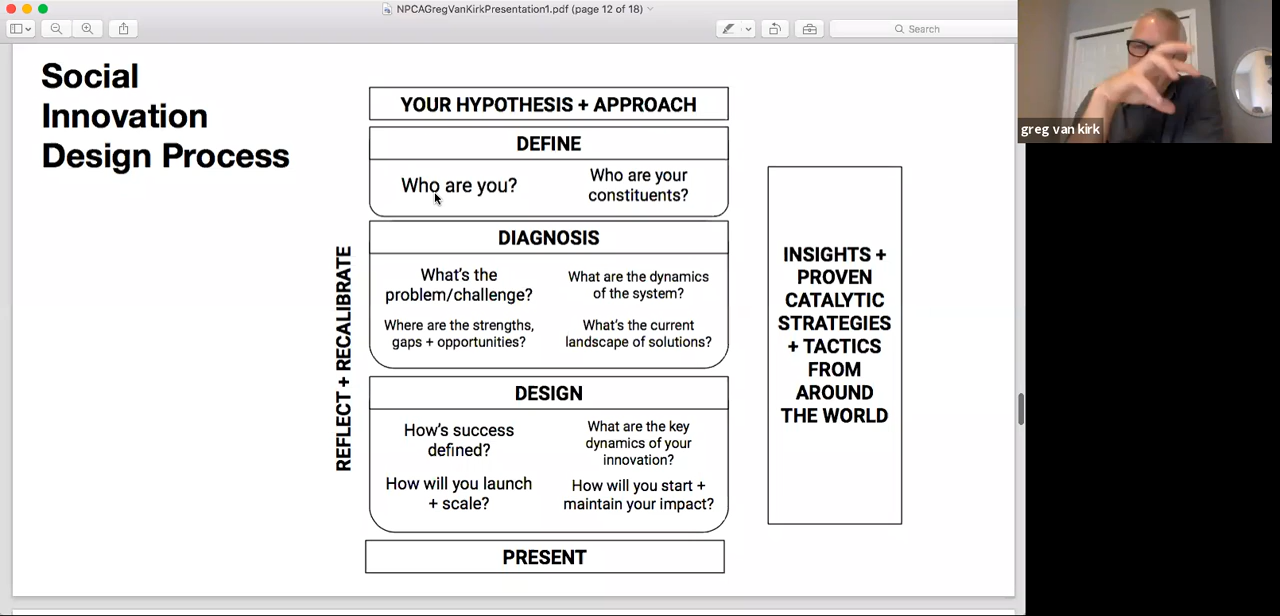 NPCAGregVanKirkPresentation1.pdf (page 12 of 18)
Search
Social
Innovation
Design Process
YOUR HYPOTHESIS + APPROACH
DEFINE
Who are you?
Who are your
constituents?
DIAGNOSIS
What's the
problem/challenge?
What are the dynamics
of the system?
Where are the strengths,
gaps + opportunities?
What's the current
landscape of solutions?
DESIGN
How's success
defined?
What are the key
dynamics of your
innovation?
How will you launch
+ scale?
How will you start +
maintain your impact?
PRESENT
REFLECT + RECALIBRATE
INSIGHTS +
PROVEN
CATALYTIC
STRATEGIES
+ TACTICS
FROM
AROUND
THE WORLD
greg van kirk